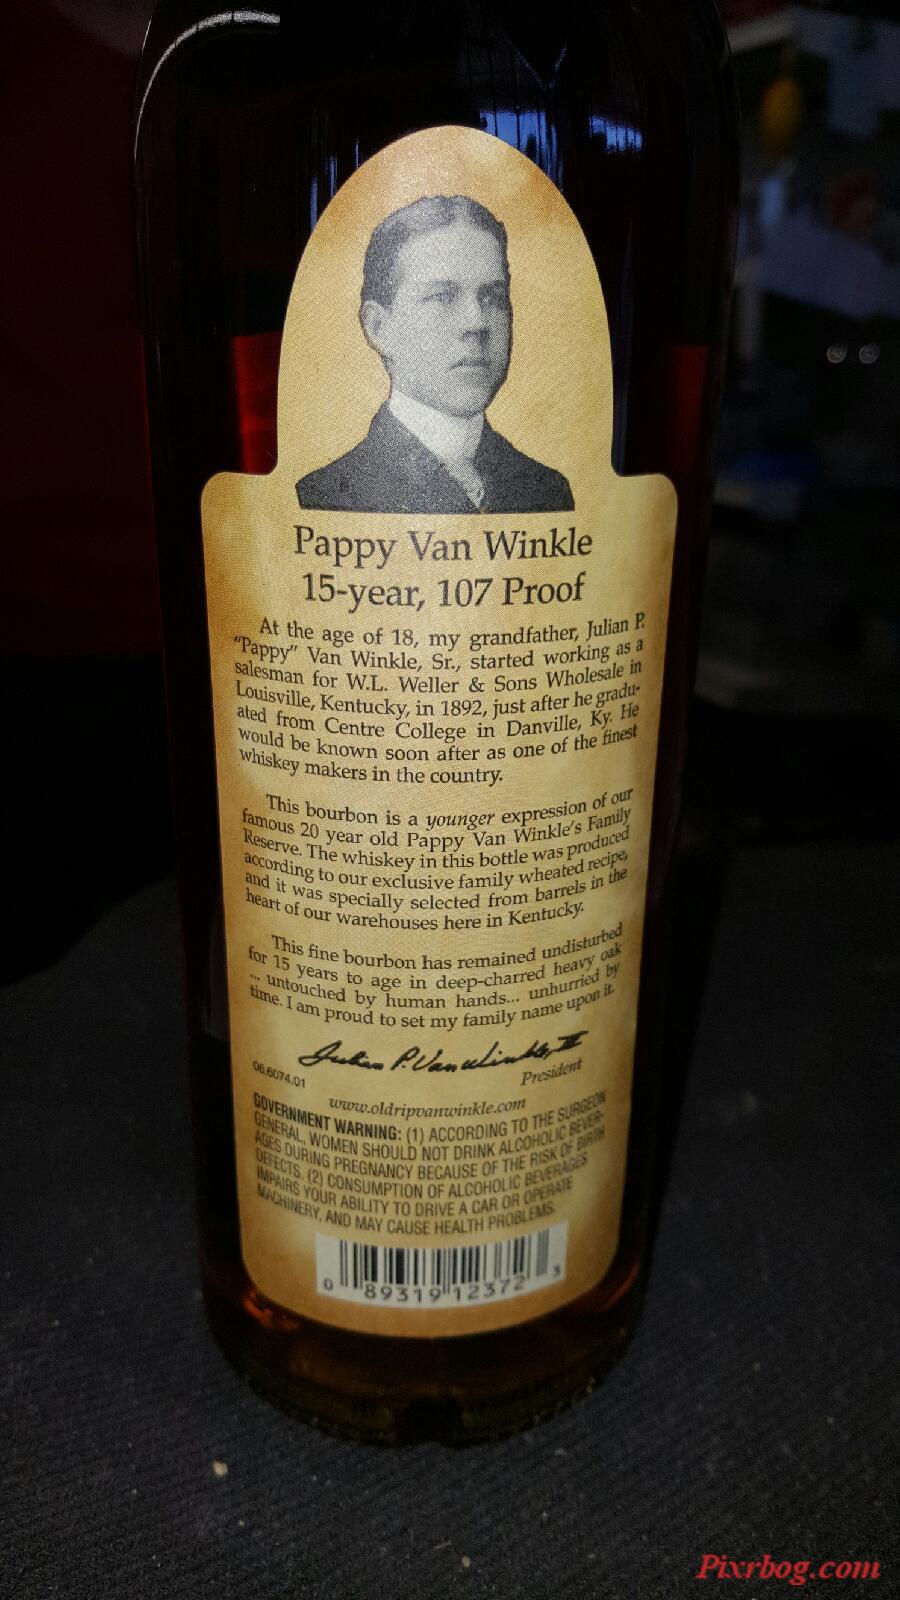 Pappy Van Winkle
15-year, 107 Proof
At the age of 18, my grandfather, Julian P.
"Pappy" Van Winkle, Sr., started working as a
salesman for W.L. Weller & Sons Wholesale in
Louisville, Kentucky, in 1892, just after he gradu-
ated from Centre College in Danville, Ky. He
would be known soon after as one of the finest
whiskey makers in the country.
This bourbon is a younger expression of our
famous 20 year old Pappy Van Winkle's Family
Reserve. The whiskey in this bottle was produced
according to our exclusive family wheated recipe,
and it was specially selected from barrels in the
heart of our warehouses here in Kentucky.
This fine bourbon has remained undisturbed
for 15 years to age in deep-charred heavy oak
... untouched by human hands... unhurried by
time. I am proud to set my family name upon it.
Julian P. Van Winkle, III
06.6074.01
President
www.oldripvanwinkle.com
GOVERNMENT WARNING: (1) ACCORDING TO THE SURGEON
GENERAL, WOMEN SHOULD NOT DRINK ALCOHOLIC BEVER-
AGES DURING PREGNANCY BECAUSE OF THE RISK OF BIRTH
DEFECTS. (2) CONSUMPTION OF ALCOHOLIC BEVERAGES
IMPAIRS YOUR ABILITY TO DRIVE A CAR OR OPERATE
MACHINERY, AND MAY CAUSE HEALTH PROBLEMS.
0 89319 12372 3
Pixrbog.com